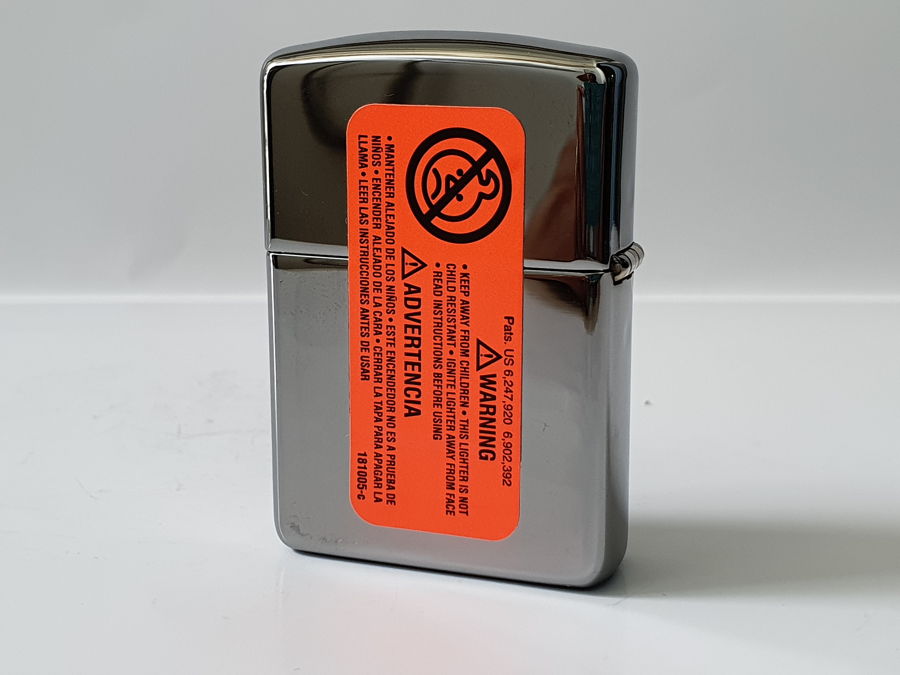 Pats. US 6,247,920 6,902,392
⚠WARNING
• KEEP AWAY FROM CHILDREN • THIS LIGHTER IS NOT
CHILD RESISTANT • IGNITE LIGHTER AWAY FROM FACE
• READ INSTRUCTIONS BEFORE USING
⚠ADVERTENCIA
• MANTENER ALEJADO DE LOS NIÑOS • ESTE ENCENDEDOR NO ES A PRUEBA DE
NIÑOS • ENCENDER ALEJADO DE LA CARA • CERRAR LA TAPA PARA APAGAR LA
LLAMA • LEER LAS INSTRUCCIONES ANTES DE USAR
181005-c